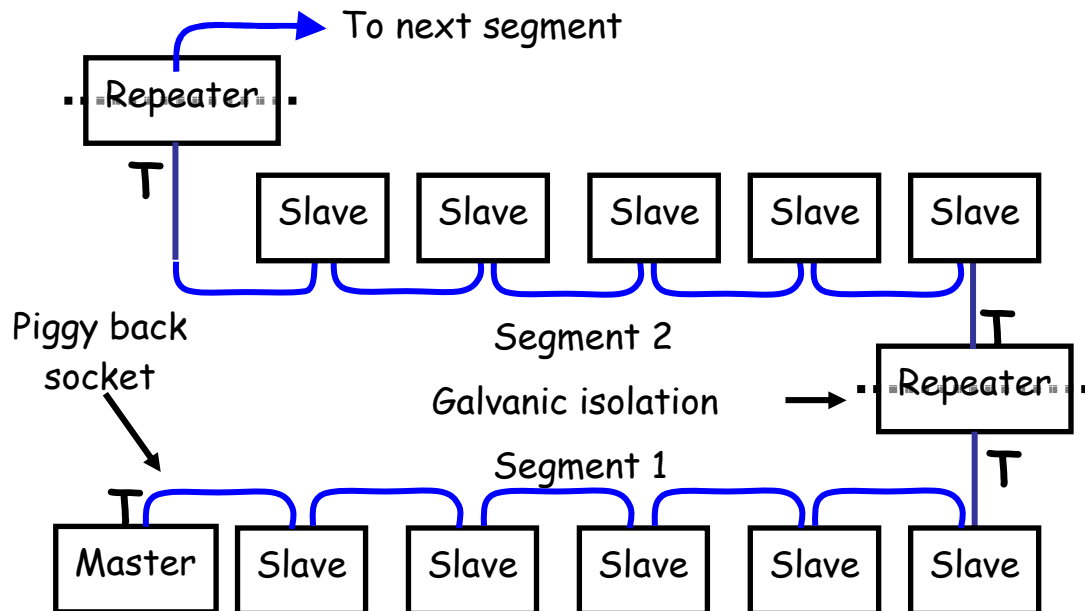 To next segment
Repeater
T
Slave Slave Slave Slave Slave
Piggy back
socket
Segment 2
T
Repeater
Galvanic isolation
Segment 1
T
T
Master Slave Slave Slave Slave Slave